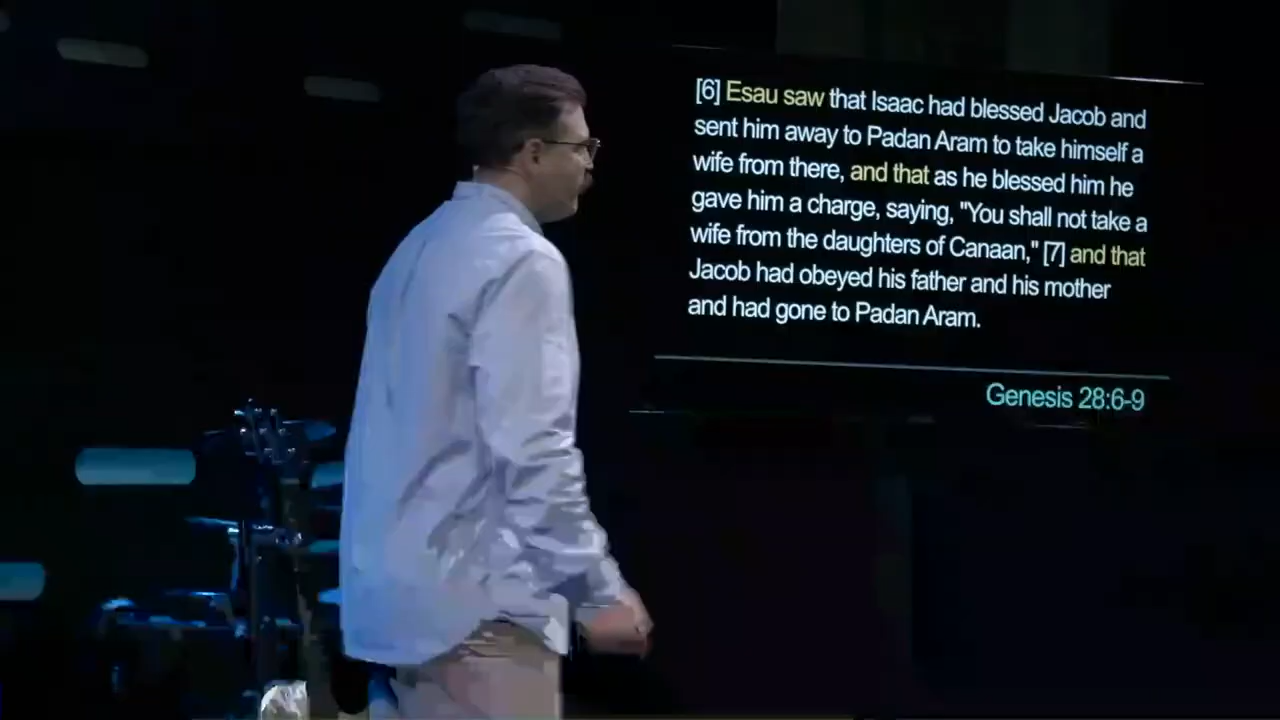 [6] Esau saw that Isaac had blessed Jacob and
sent him away to Padan Aram to take himself a
wife from there, and that as he blessed him he
gave him a charge, saying, "You shall not take a
wife from the daughters of Canaan," [7] and that
Jacob had obeyed his father and his mother
and had gone to Padan Aram.
Genesis 28:6-9